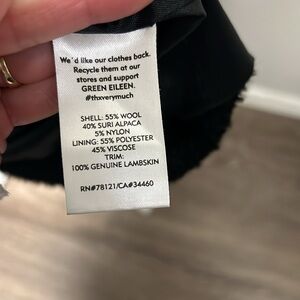 We'd like our clothes back.
Recycle them at our
stores and support
GREEN EILEEN.
#thxverymuch
SHELL: 55% WOOL
40% SURI ALPACA
5% NYLON
LINING: 55% POLYESTER
45% VISCOSE
TRIM:
100% GENUINE LAMBSKIN
RN#78121/CA#34460